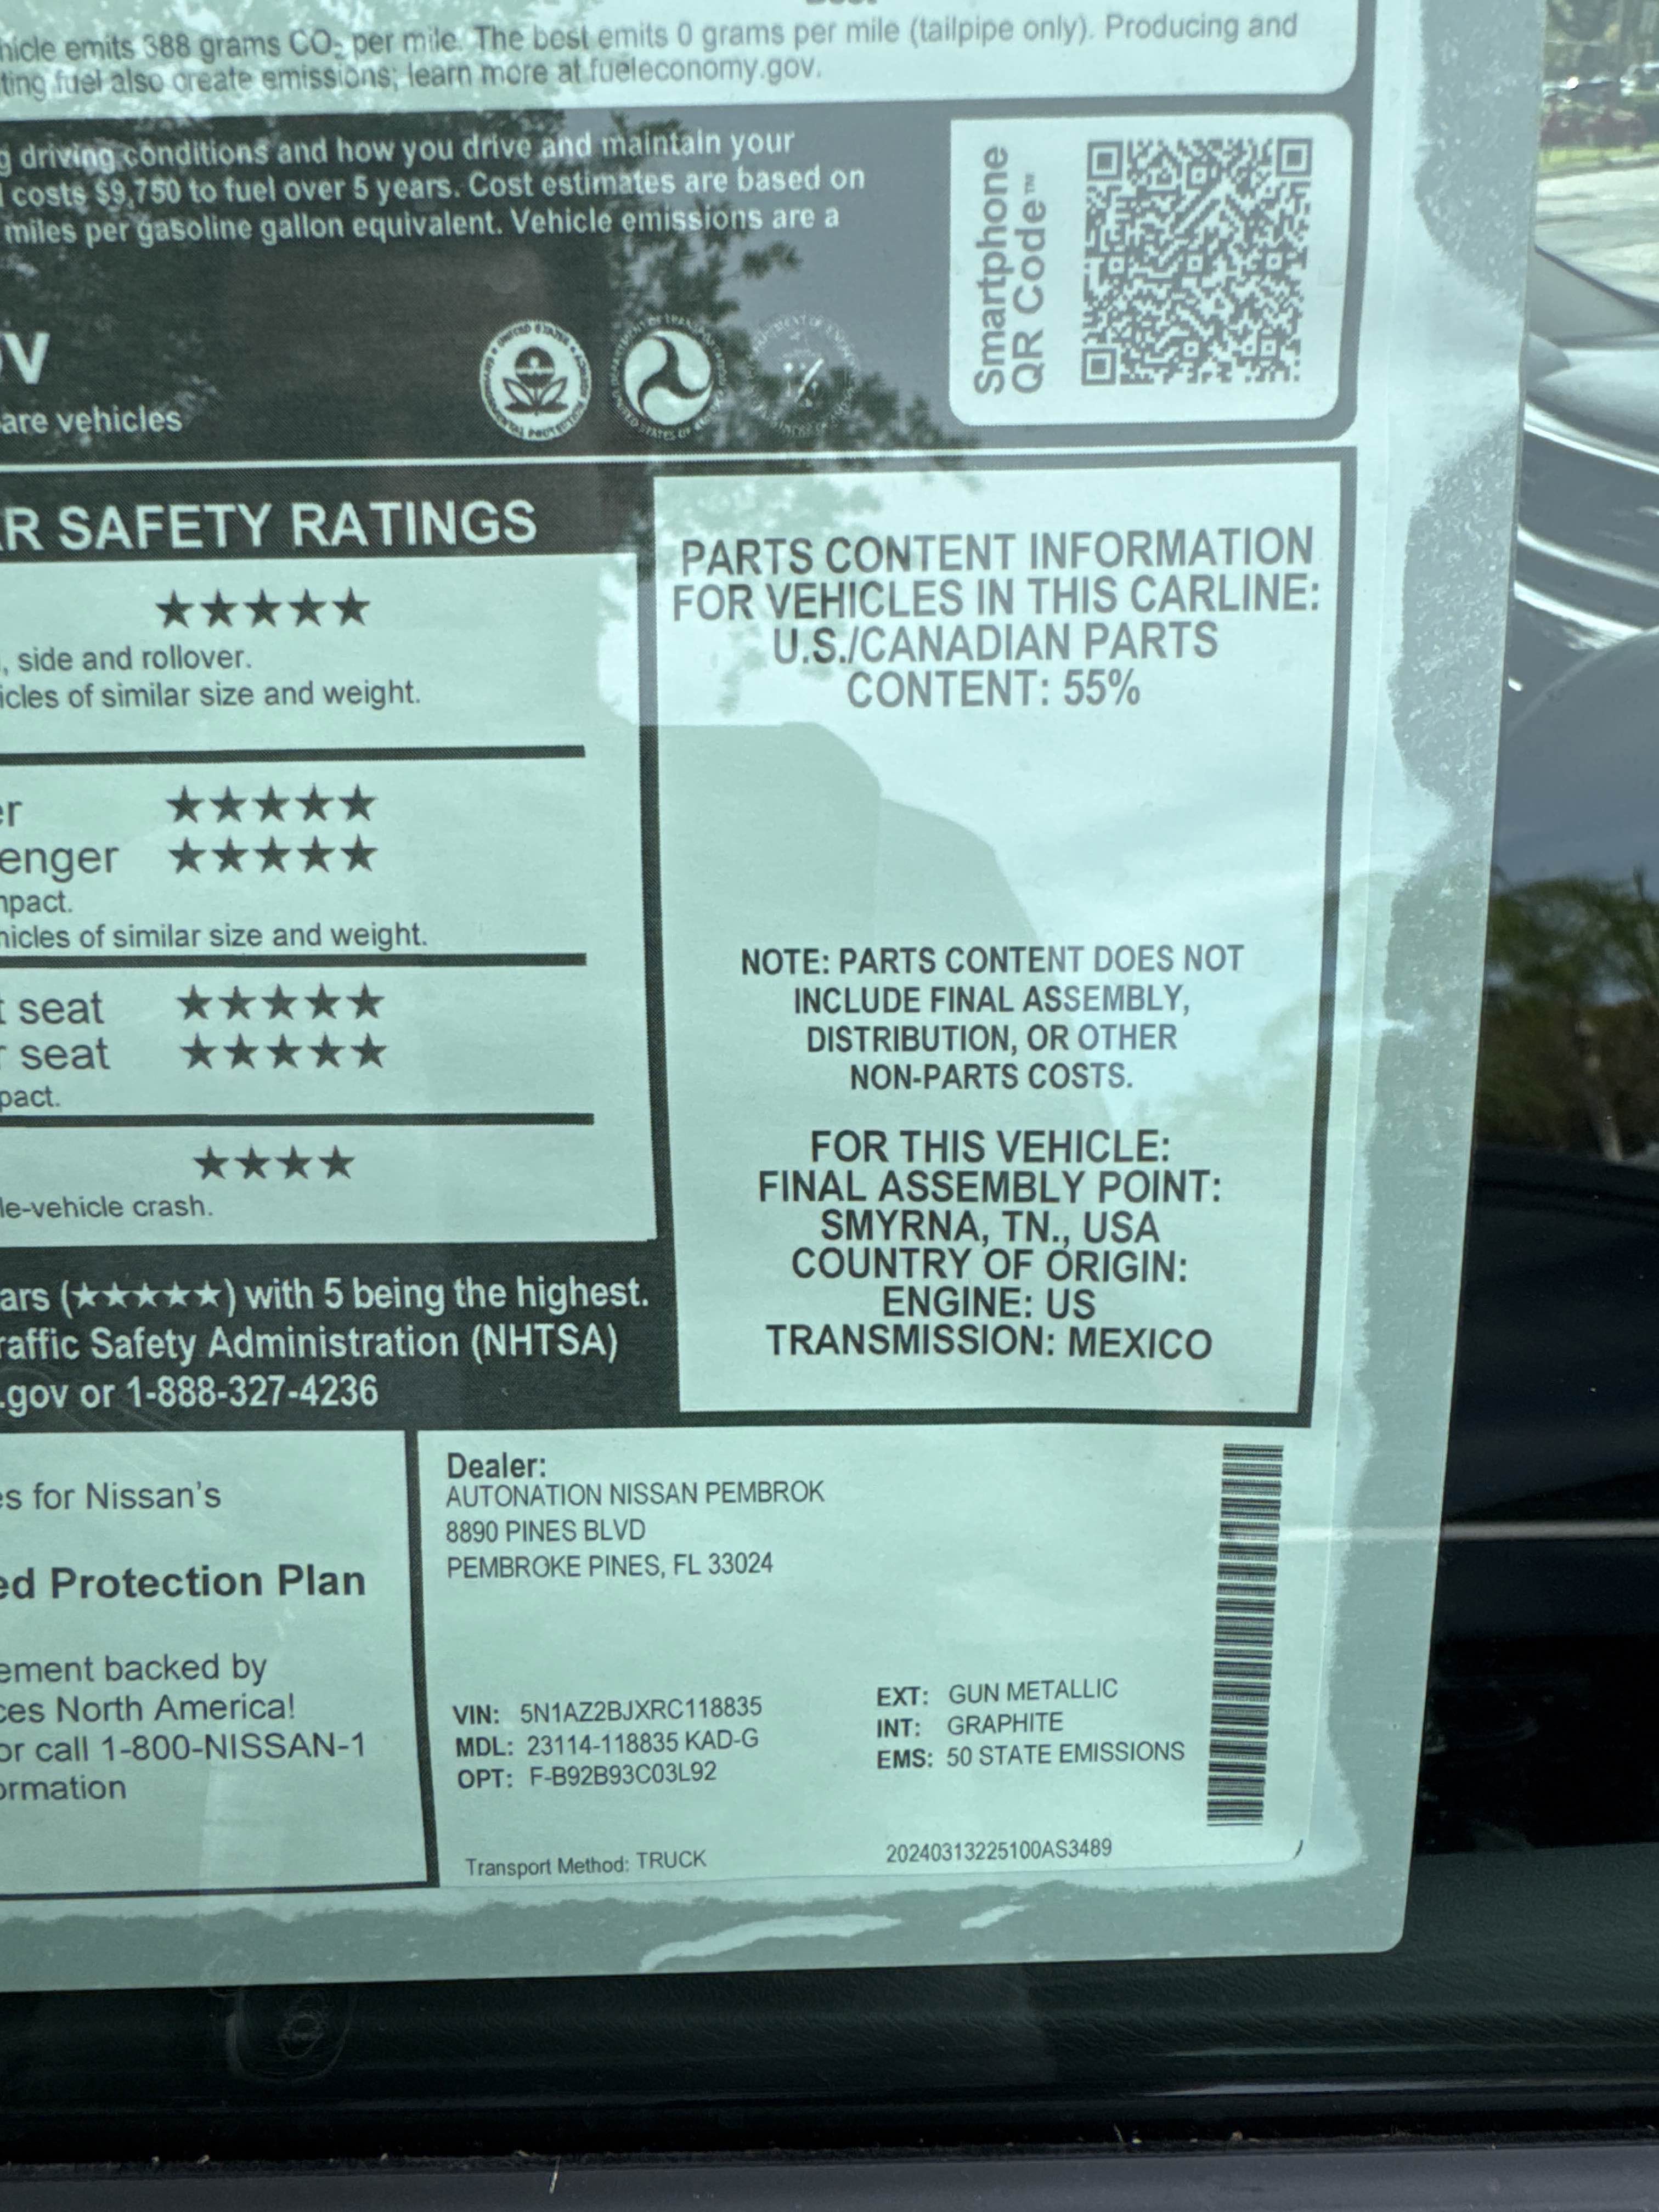 hicle emits 388 grams CO₂ per mile. The best emits 0 grams per mile (tailpipe only). Producing and
ting fuel also create emissions; learn more at fueleconomy.gov.
g driving conditions and how you drive and maintain your
costs $9,750 to fuel over 5 years. Cost estimates are based on
miles per gasoline gallon equivalent. Vehicle emissions are a
Smartphone
QR Code™
V
are vehicles
R SAFETY RATINGS
★★★★★
, side and rollover.
icles of similar size and weight.
er ★★★★★
enger ★★★★★
mpact.
hicles of similar size and weight.
t seat ★★★★★
r seat ★★★★★
pact.
★★★★
le-vehicle crash.
ars (★★★★★) with 5 being the highest.
raffic Safety Administration (NHTSA)
.gov or 1-888-327-4236
PARTS CONTENT INFORMATION
FOR VEHICLES IN THIS CARLINE:
U.S./CANADIAN PARTS
CONTENT: 55%
NOTE: PARTS CONTENT DOES NOT
INCLUDE FINAL ASSEMBLY,
DISTRIBUTION, OR OTHER
NON-PARTS COSTS.
FOR THIS VEHICLE:
FINAL ASSEMBLY POINT:
SMYRNA, TN., USA
COUNTRY OF ORIGIN:
ENGINE: US
TRANSMISSION: MEXICO
es for Nissan's
ed Protection Plan
ement backed by
ces North America!
or call 1-800-NISSAN-1
ormation
Dealer:
AUTONATION NISSAN PEMBROK
8890 PINES BLVD
PEMBROKE PINES, FL 33024
VIN: 5N1AZ2BJXRC118835
MDL: 23114-118835 KAD-G
OPT: F-B92B93C03L92
EXT: GUN METALLIC
INT: GRAPHITE
EMS: 50 STATE EMISSIONS
Transport Method: TRUCK
20240313225100AS3489